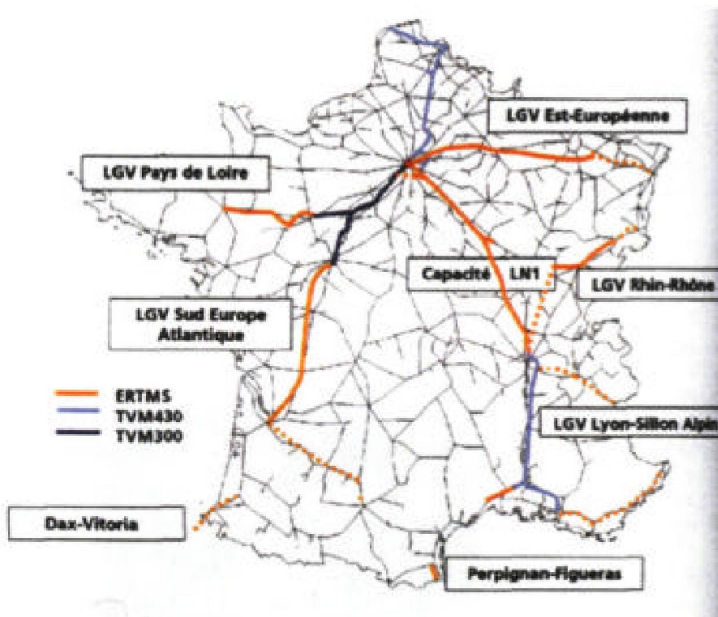 LGV Est-Européenne
LGV Pays de Loire
Capacité LN1
LGV Rhin-Rhône
LGV Sud Europe
Atlantique
ERTMS
TVM430
TVM300
LGV Lyon-Sillon Alpin
Dax-Vitoria
Perpignan-Figueras